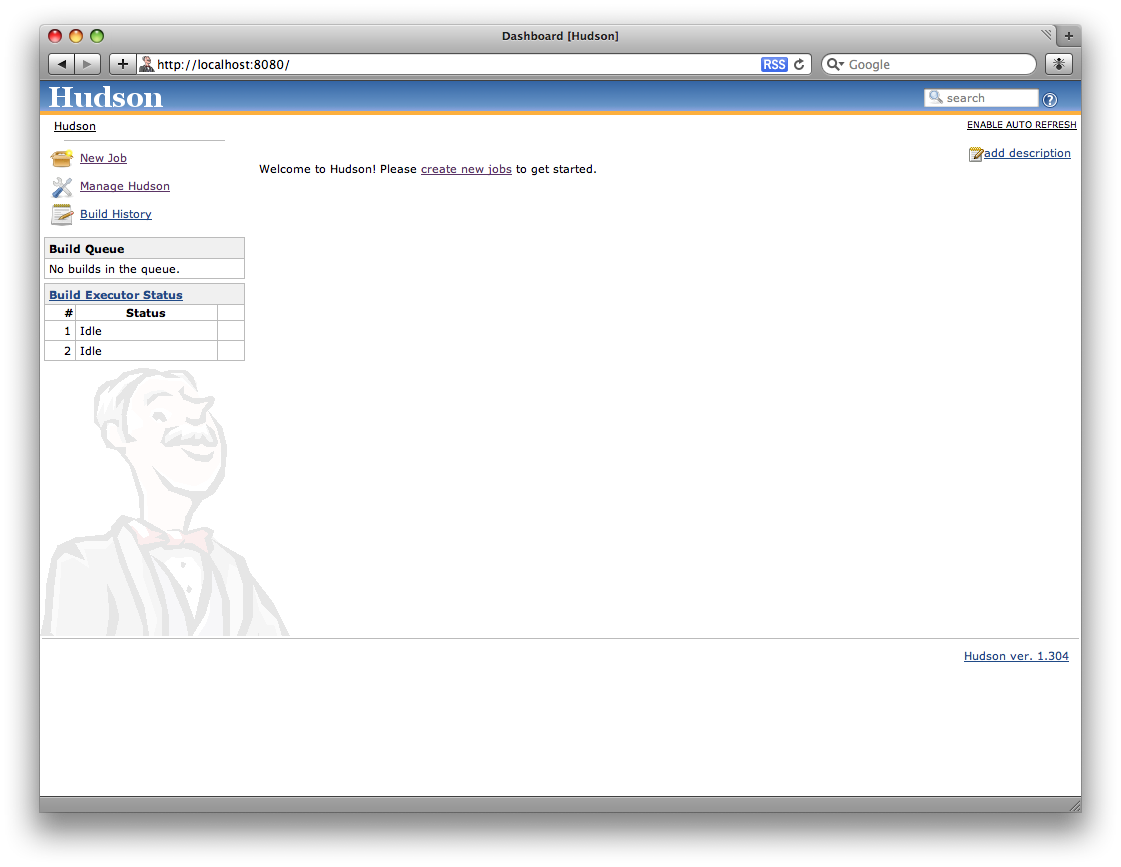 Dashboard [Hudson]
http://localhost:8080/
RSS
Google
Hudson
search
Hudson
ENABLE AUTO REFRESH
New Job
Manage Hudson
Build History
Welcome to Hudson! Please create new jobs to get started.
add description
Build Queue
No builds in the queue.
Build Executor Status
# Status
1 Idle
2 Idle
Hudson ver. 1.304